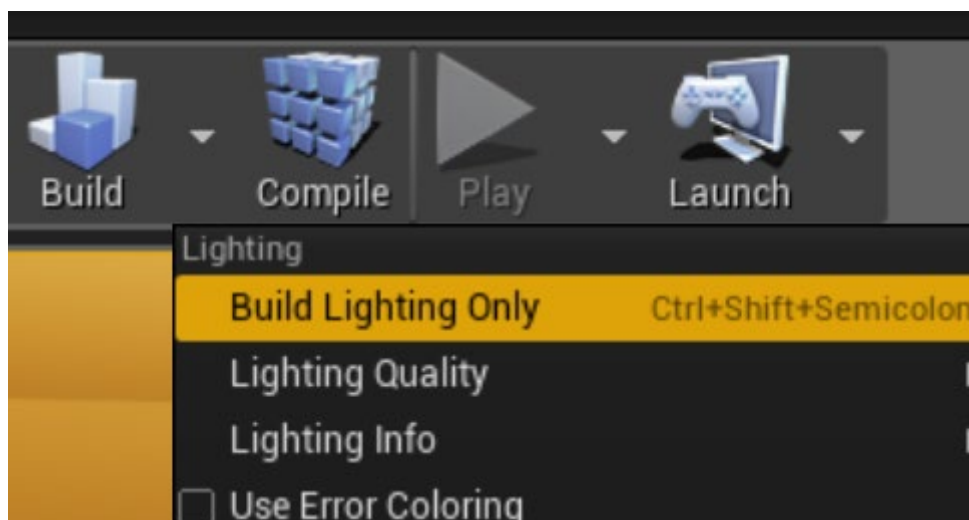 Build Compile Play Launch
Lighting
Build Lighting Only Ctrl+Shift+Semicolon
Lighting Quality
Lighting Info
Use Error Coloring